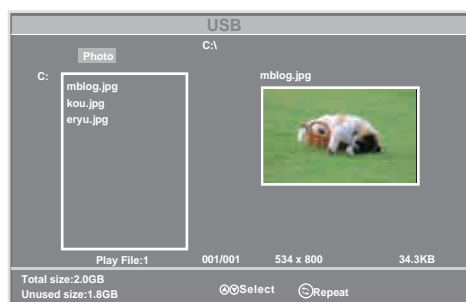 USB
C:\
Photo
C:
mblog.jpg
mblog.jpg
kou.jpg
eryu.jpg
Play File:1 001/001 534 x 800 34.3KB
Total size:2.0GB
Unused size:1.8GB
Select Repeat